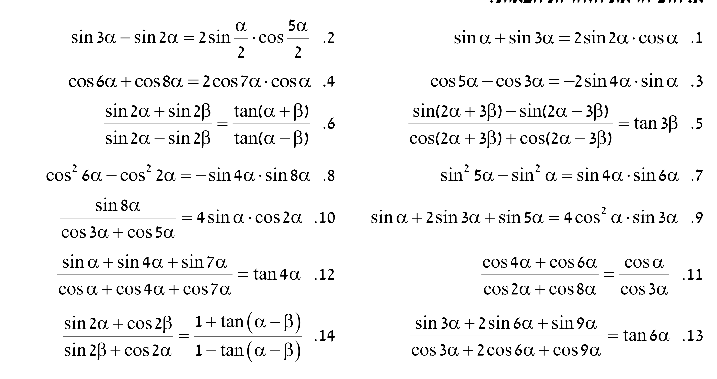 1. sin α + sin 3α = 2 sin 2α · cos α
2. sin 3α − sin 2α = 2 sin α/2 · cos 5α/2
3. cos 5α − cos 3α = −2 sin 4α · sin α
4. cos 6α + cos 8α = 2 cos 7α · cos α
5. (sin(2α + 3β) − sin(2α − 3β))/(cos(2α + 3β) + cos(2α − 3β)) = tan 3β
6. (sin 2α + sin 2β)/(sin 2α − sin 2β) = tan(α + β)/tan(α − β)
7. sin² 5α − sin² α = sin 4α · sin 6α
8. cos² 6α − cos² 2α = −sin 4α · sin 8α
9. sin α + 2 sin 3α + sin 5α = 4 cos² α · sin 3α
10. sin 8α/(cos 3α + cos 5α) = 4 sin α · cos 2α
11. (cos 4α + cos 6α)/(cos 2α + cos 8α) = cos α/cos 3α
12. (sin α + sin 4α + sin 7α)/(cos α + cos 4α + cos 7α) = tan 4α
13. (sin 3α + 2 sin 6α + sin 9α)/(cos 3α + 2 cos 6α + cos 9α) = tan 6α
14. (sin 2α + cos 2β)/(sin 2β + cos 2α) = (1 + tan(α − β))/(1 − tan(α − β))